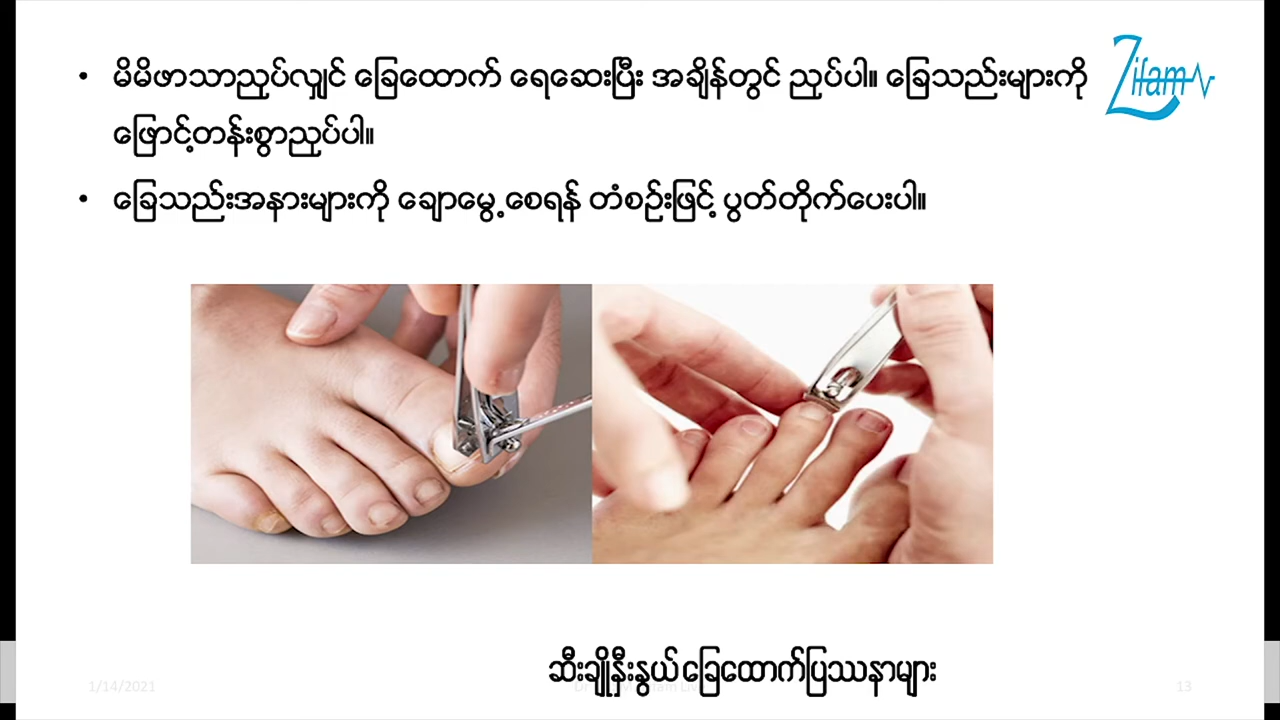 • မိမိဖာသာညှပ်လျှင် ခြေထောက် ရေဆေးပြီး အချိန်တွင် ညှပ်ပါ။ ခြေသည်းများကို
ဖြောင့်တန်းစွာညှပ်ပါ။
• ခြေသည်းအနားများကို ချောမွေ့စေရန် တံစဉ်းဖြင့် ပွတ်တိုက်ပေးပါ။
Zifam
ဆီးချိုနှီးနွယ် ခြေထောက်ပြဿနာများ
1/14/2021
13